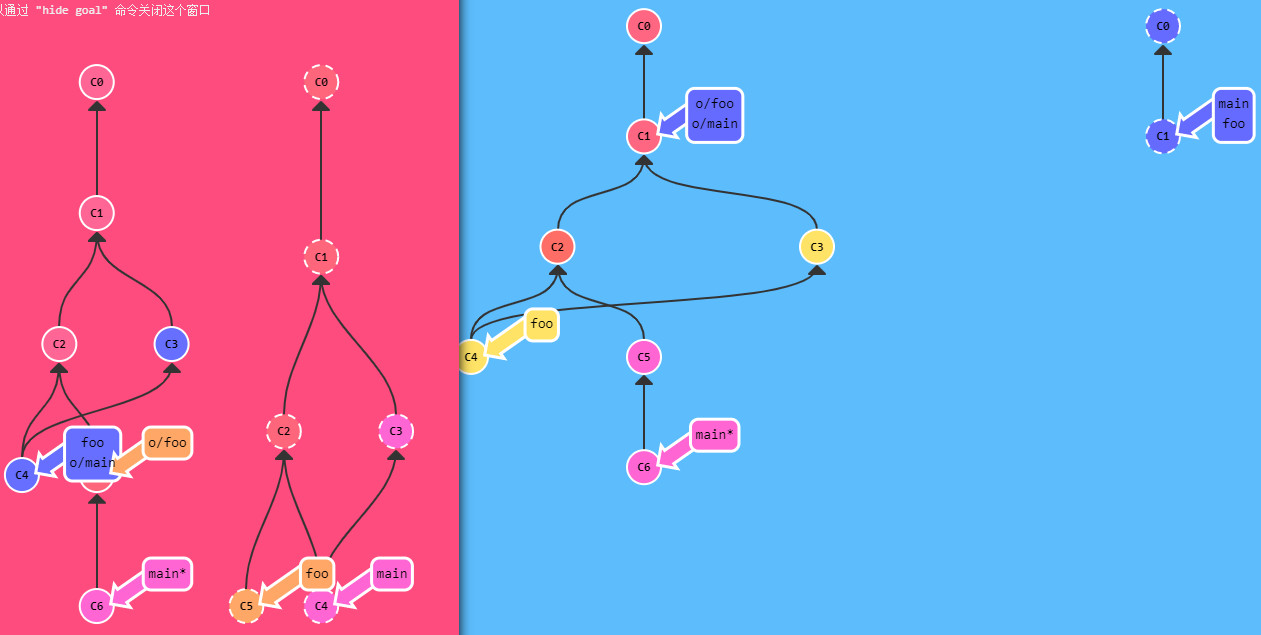 以通过 "hide goal" 命令关闭这个窗口
C0
C1
C2
C3
foo
o/main
o/foo
C4
main*
C6
C0
C1
C2
C3
foo
main
C5
C4
C0
o/foo
o/main
C1
C2
C3
foo
C4
C5
main*
C6
C0
main
foo
C1